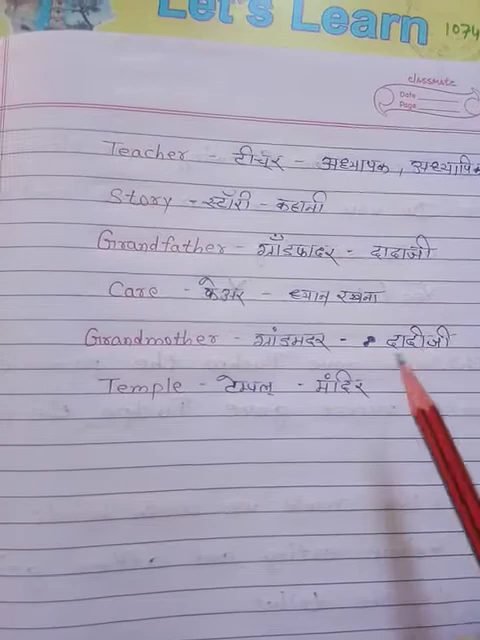 Let's Learn
1074
classmate
Date
Page
Teacher - टीचर - अध्यापक, अध्यापिका
Story - स्टॉरी - कहानी
Grandfather - ग्राँडफादर - दादाजी
Care - केअर - ध्यान रखना
Grandmother - ग्रांडमदर - दादीजी
Temple - टेम्पल् - मंदिर